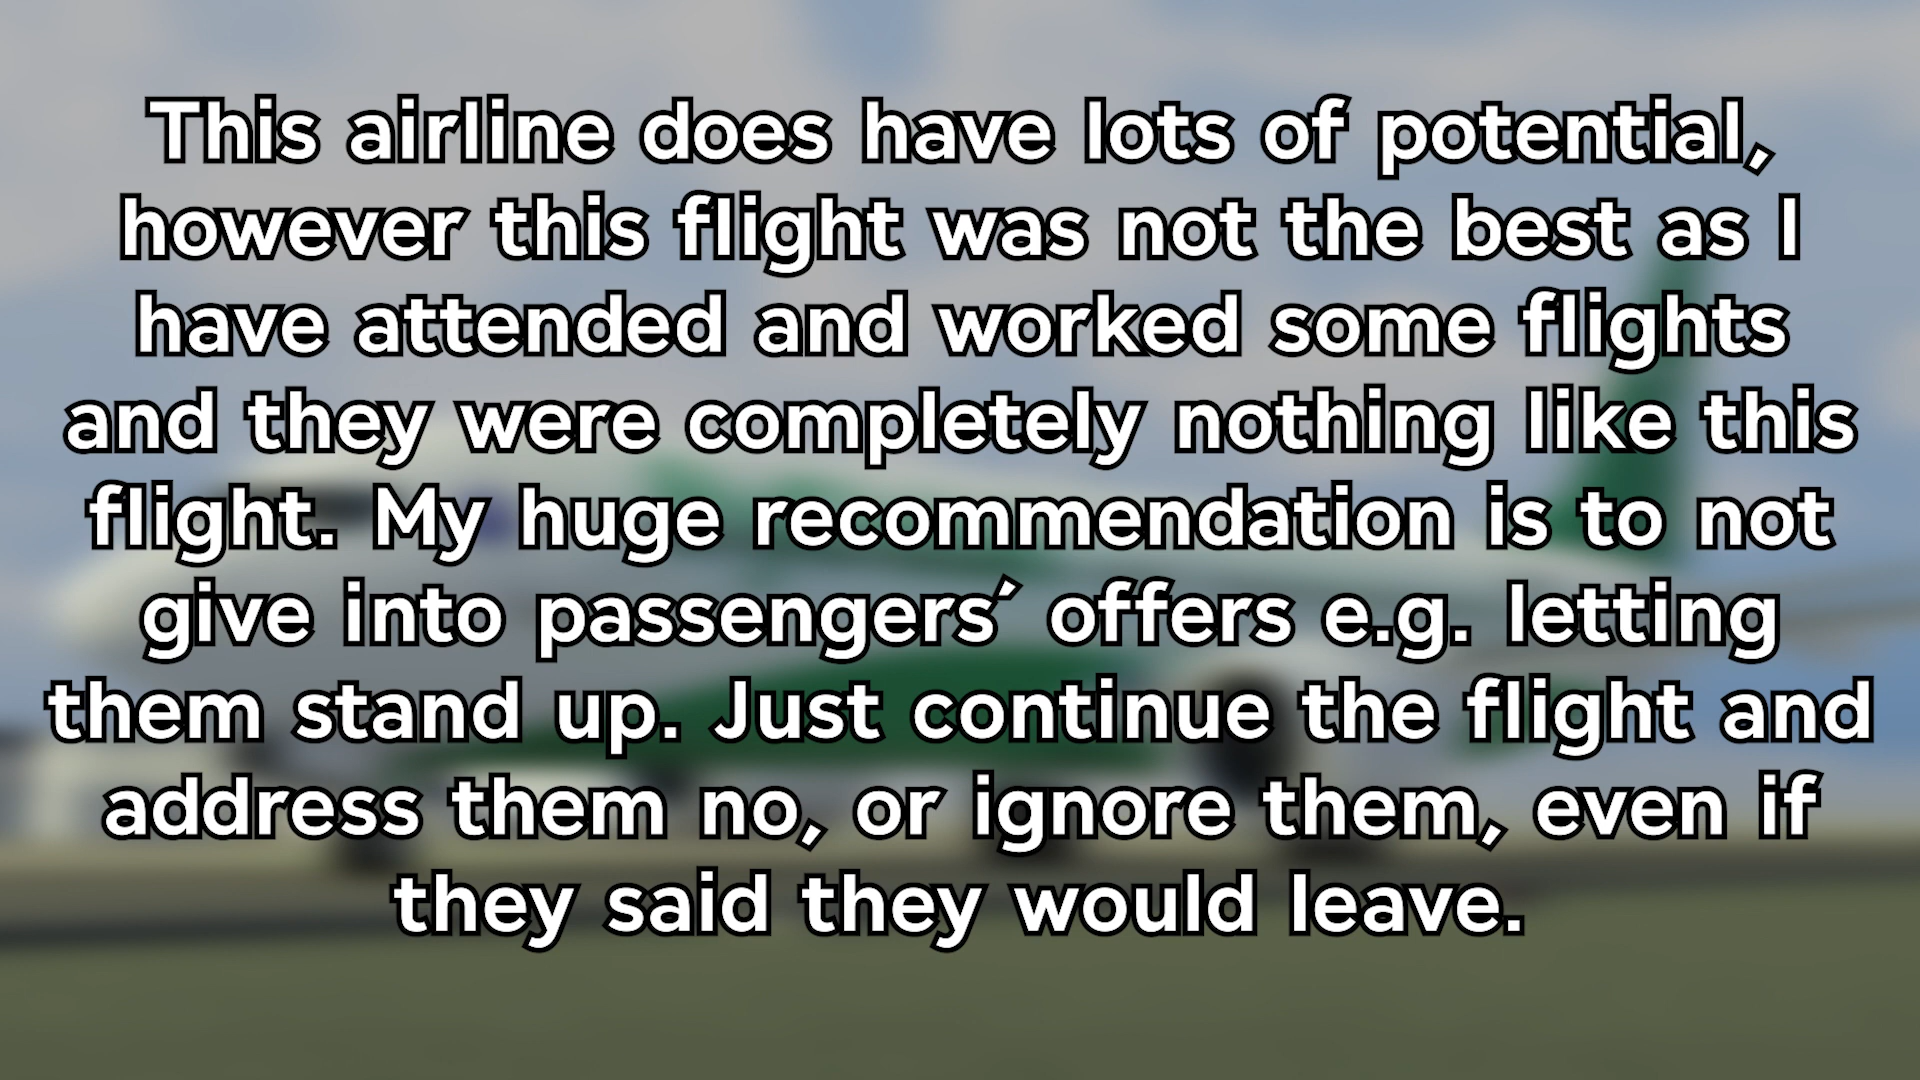 This airline does have lots of potential,
however this flight was not the best as I
have attended and worked some flights
and they were completely nothing like this
flight. My huge recommendation is to not
give into passengers´ offers e.g. letting
them stand up. Just continue the flight and
address them no, or ignore them, even if
they said they would leave.